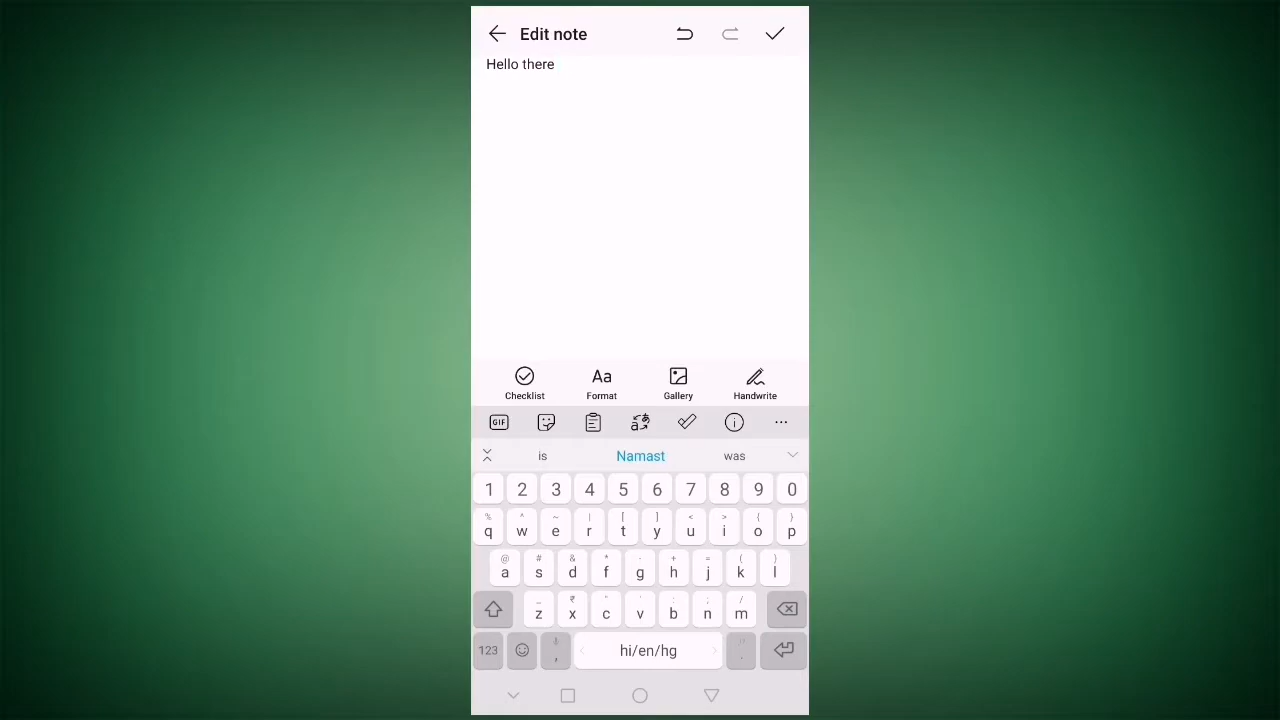 Edit note
Hello there
Checklist Format Gallery Handwrite
GIF
is Namast was
1 2 3 4 5 6 7 8 9 0
% ^ ~ | [ ] < > { }
q w e r t y u i o p
@ # & * - + = ( )
a s d f g h j k l
_ ₹ " ' : ; /
z x c v b n m
123 , hi/en/hg .